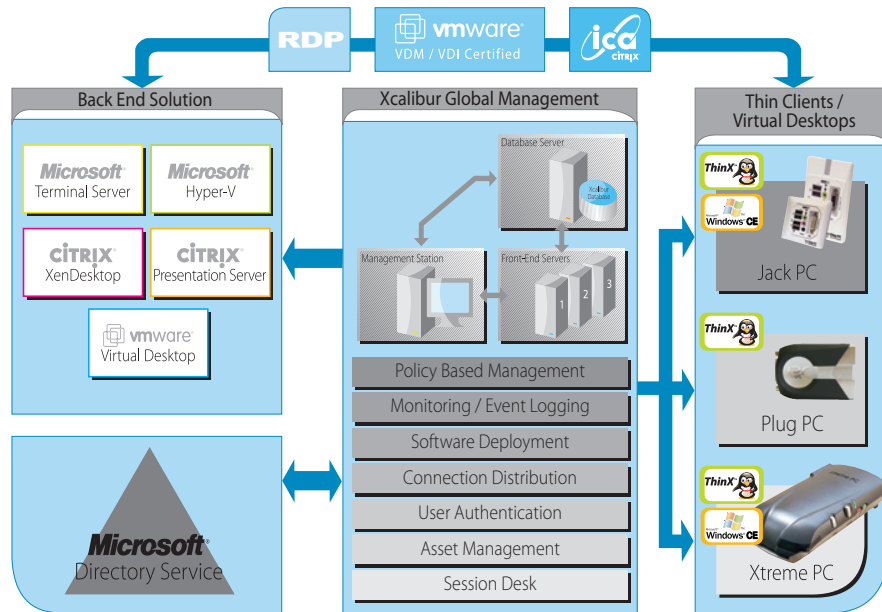 RDP
vmware®
VDM / VDI Certified
ica
CITRIX
Back End Solution
Xcalibur Global Management
Thin Clients /
Virtual Desktops
Microsoft®
Terminal Server
Microsoft®
Hyper-V
CITRIX®
XenDesktop
CITRIX®
Presentation Server
vmware®
Virtual Desktop
Microsoft®
Directory Service
Database Server
Xcalibur
Database
Management Station
Front-End Servers
1
2
3
Policy Based Management
Monitoring / Event Logging
Software Deployment
Connection Distribution
User Authentication
Asset Management
Session Desk
ThinX
Microsoft
Windows CE
Jack PC
ThinX
Plug PC
ThinX
Microsoft
Windows CE
Xtreme PC